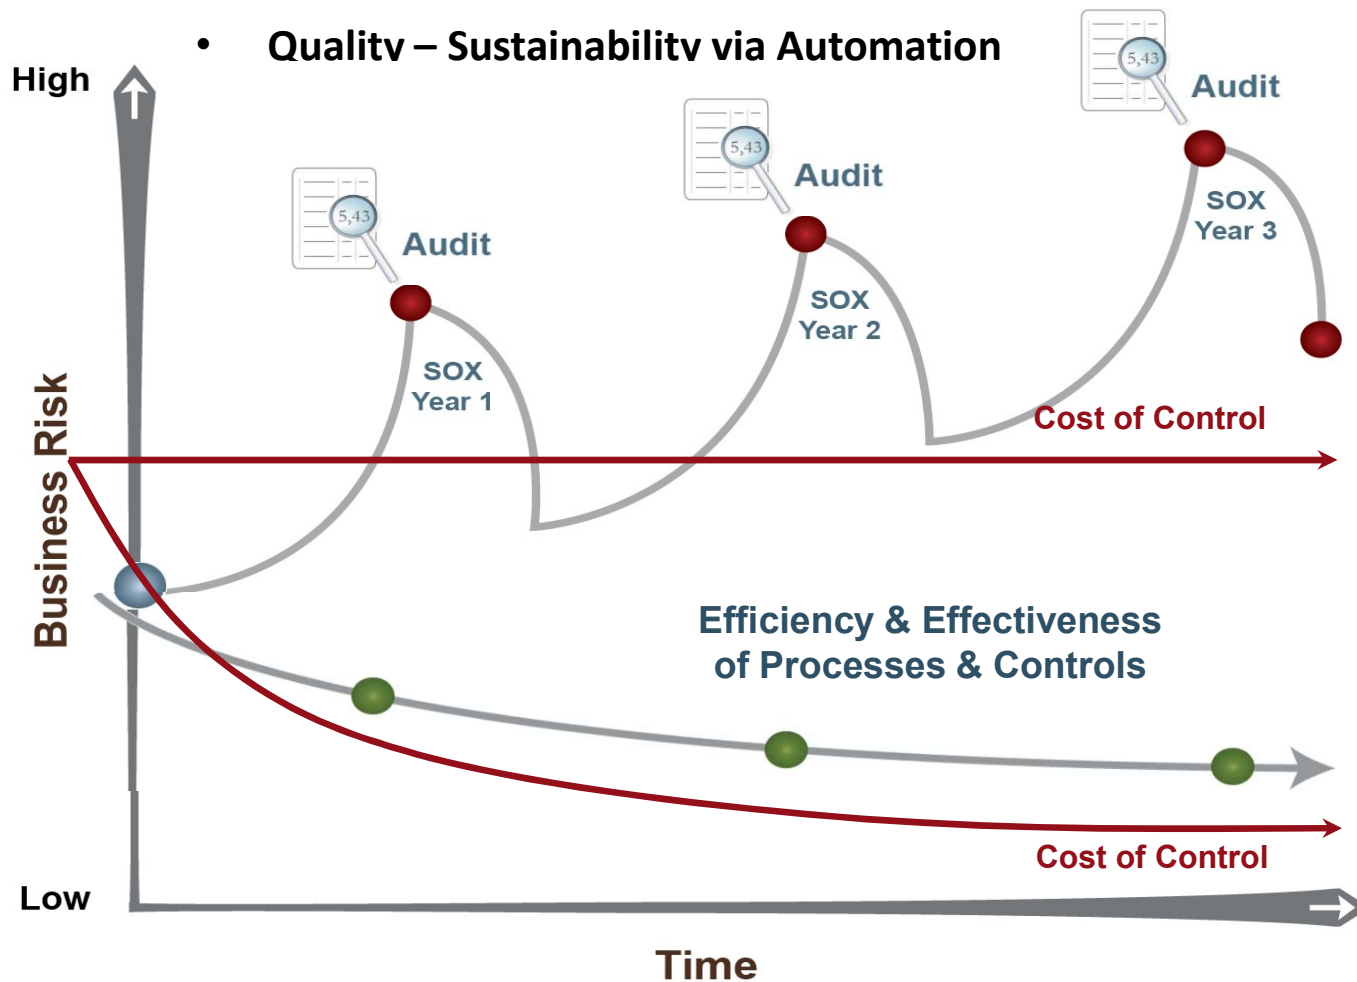 • Quality – Sustainability via Automation
High
5,43
Audit
5,43
Audit
5,43
Audit
SOX
Year 1
SOX
Year 2
SOX
Year 3
Cost of Control
Business Risk
Efficiency & Effectiveness
of Processes & Controls
Cost of Control
Low
Time